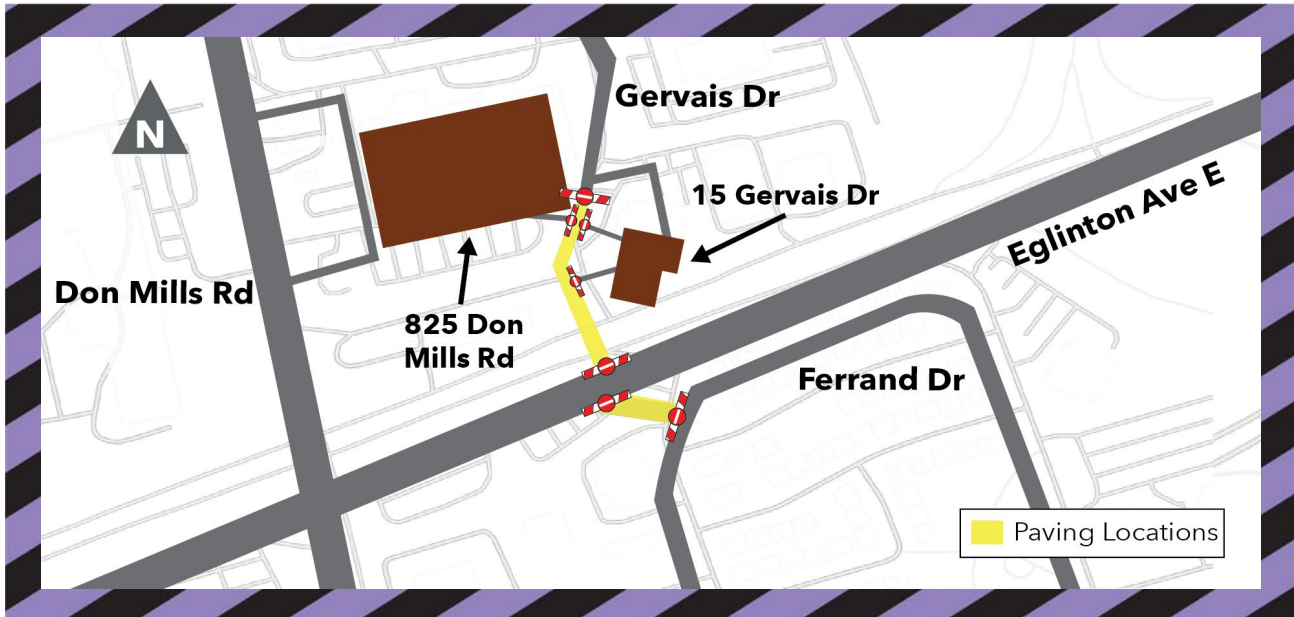 Gervais Dr
N
15 Gervais Dr
Eglinton Ave E
Don Mills Rd
825 Don
Mills Rd
Ferrand Dr
Paving Locations